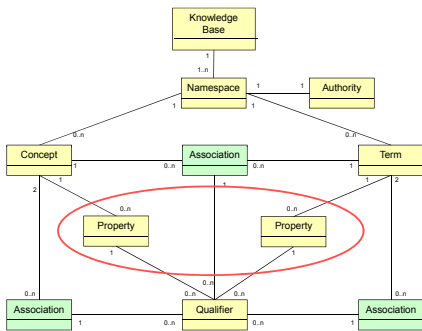 Knowledge
Base
1
1..n
Namespace 1 1 Authority
1 1
0..n 0..n
Concept Association Term
1 0..n 0..n 1
2 1 1 1 2
0..n 0..n
Property Property
1 1
0..n
0..n 0..n 0..n 0..n
Association Qualifier Association
1 0..n 0..n 1